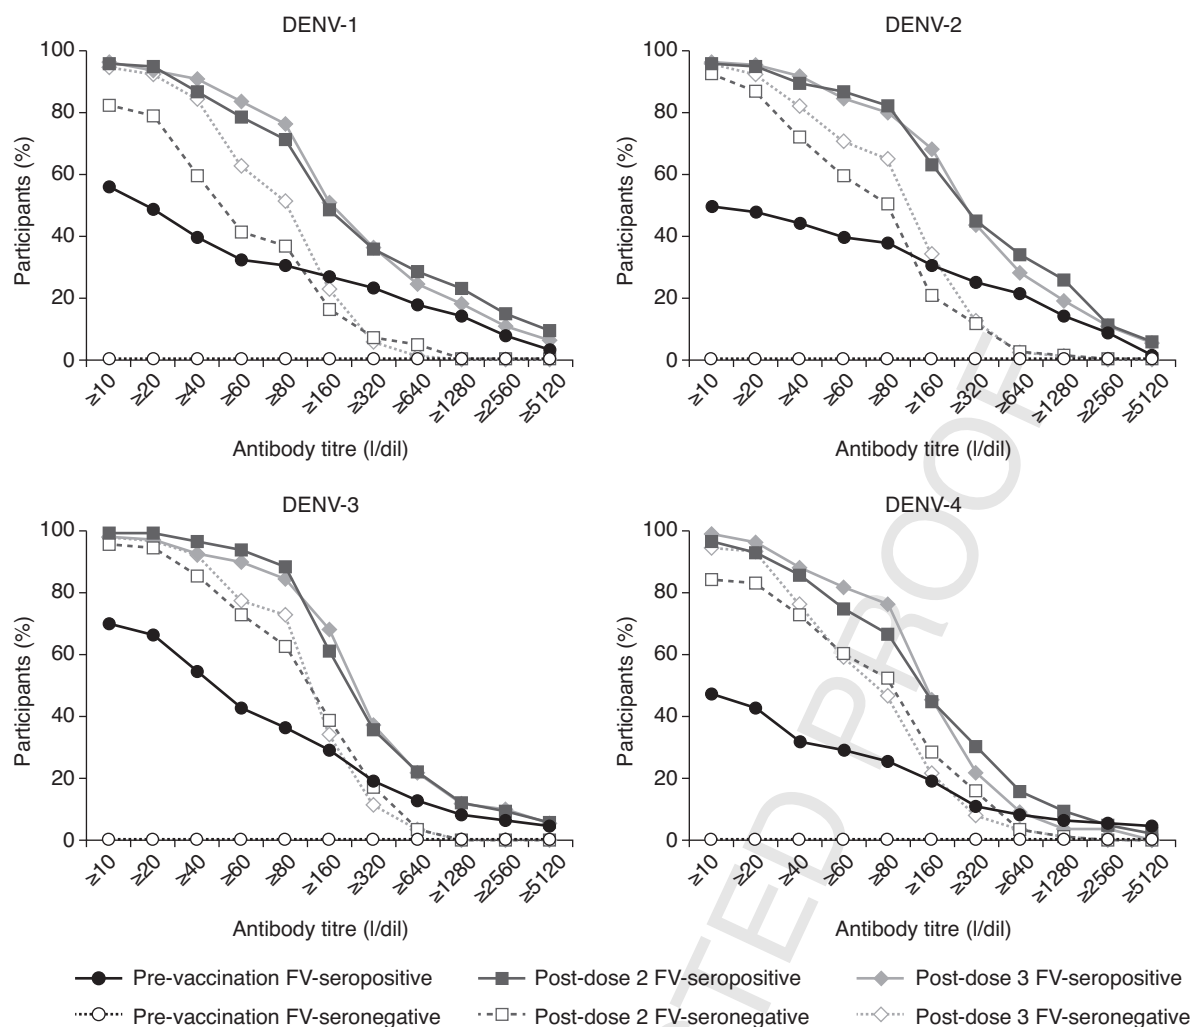 DENV-1
DENV-2
100
80
60
40
20
0
Participants (%)
≥10 ≥20 ≥40 ≥60 ≥80 ≥160 ≥320 ≥640 ≥1280 ≥2560 ≥5120
Antibody titre (l/dil)
100
80
60
40
20
0
Participants (%)
≥10 ≥20 ≥40 ≥60 ≥80 ≥160 ≥320 ≥640 ≥1280 ≥2560 ≥5120
Antibody titre (l/dil)
DENV-3
DENV-4
100
80
60
40
20
0
Participants (%)
≥10 ≥20 ≥40 ≥60 ≥80 ≥160 ≥320 ≥640 ≥1280 ≥2560 ≥5120
Antibody titre (l/dil)
100
80
60
40
20
0
Participants (%)
≥10 ≥20 ≥40 ≥60 ≥80 ≥160 ≥320 ≥640 ≥1280 ≥2560 ≥5120
Antibody titre (l/dil)
Pre-vaccination FV-seropositive
Post-dose 2 FV-seropositive
Post-dose 3 FV-seropositive
Pre-vaccination FV-seronegative
Post-dose 2 FV-seronegative
Post-dose 3 FV-seronegative
TED PROOF